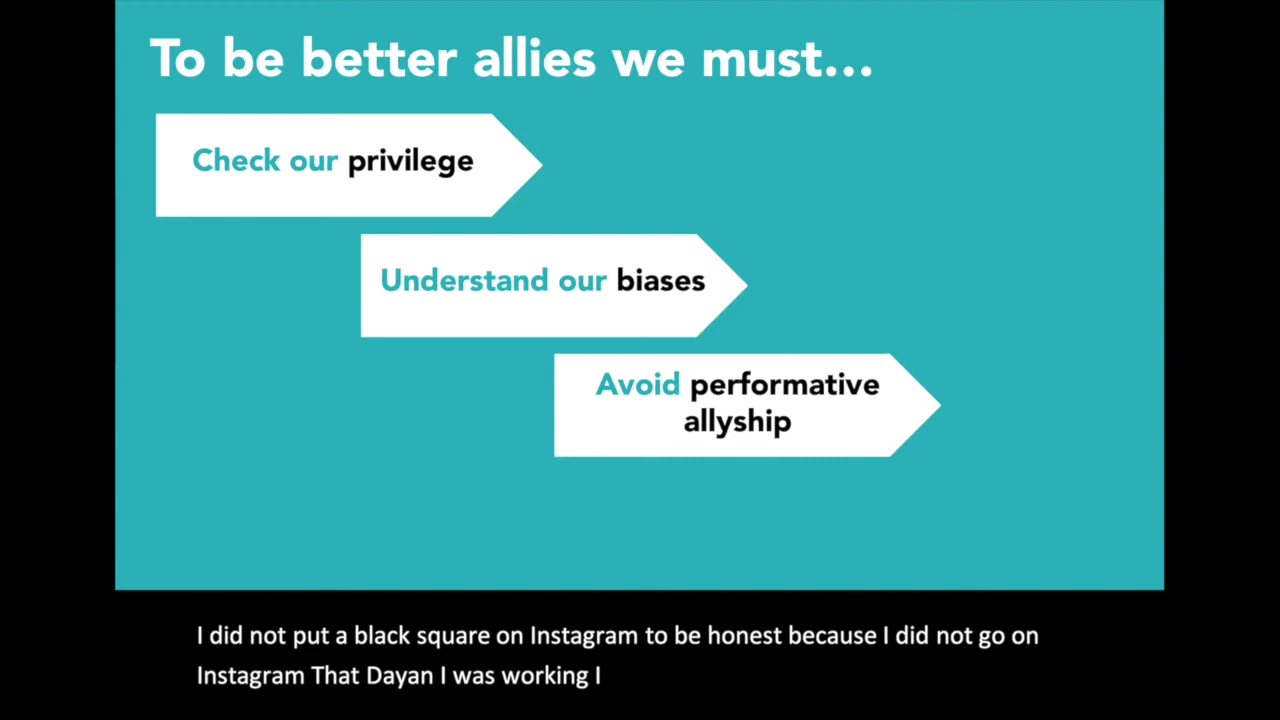 To be better allies we must...
Check our privilege
Understand our biases
Avoid performative
allyship
I did not put a black square on Instagram to be honest because I did not go on
Instagram That Dayan I was working I